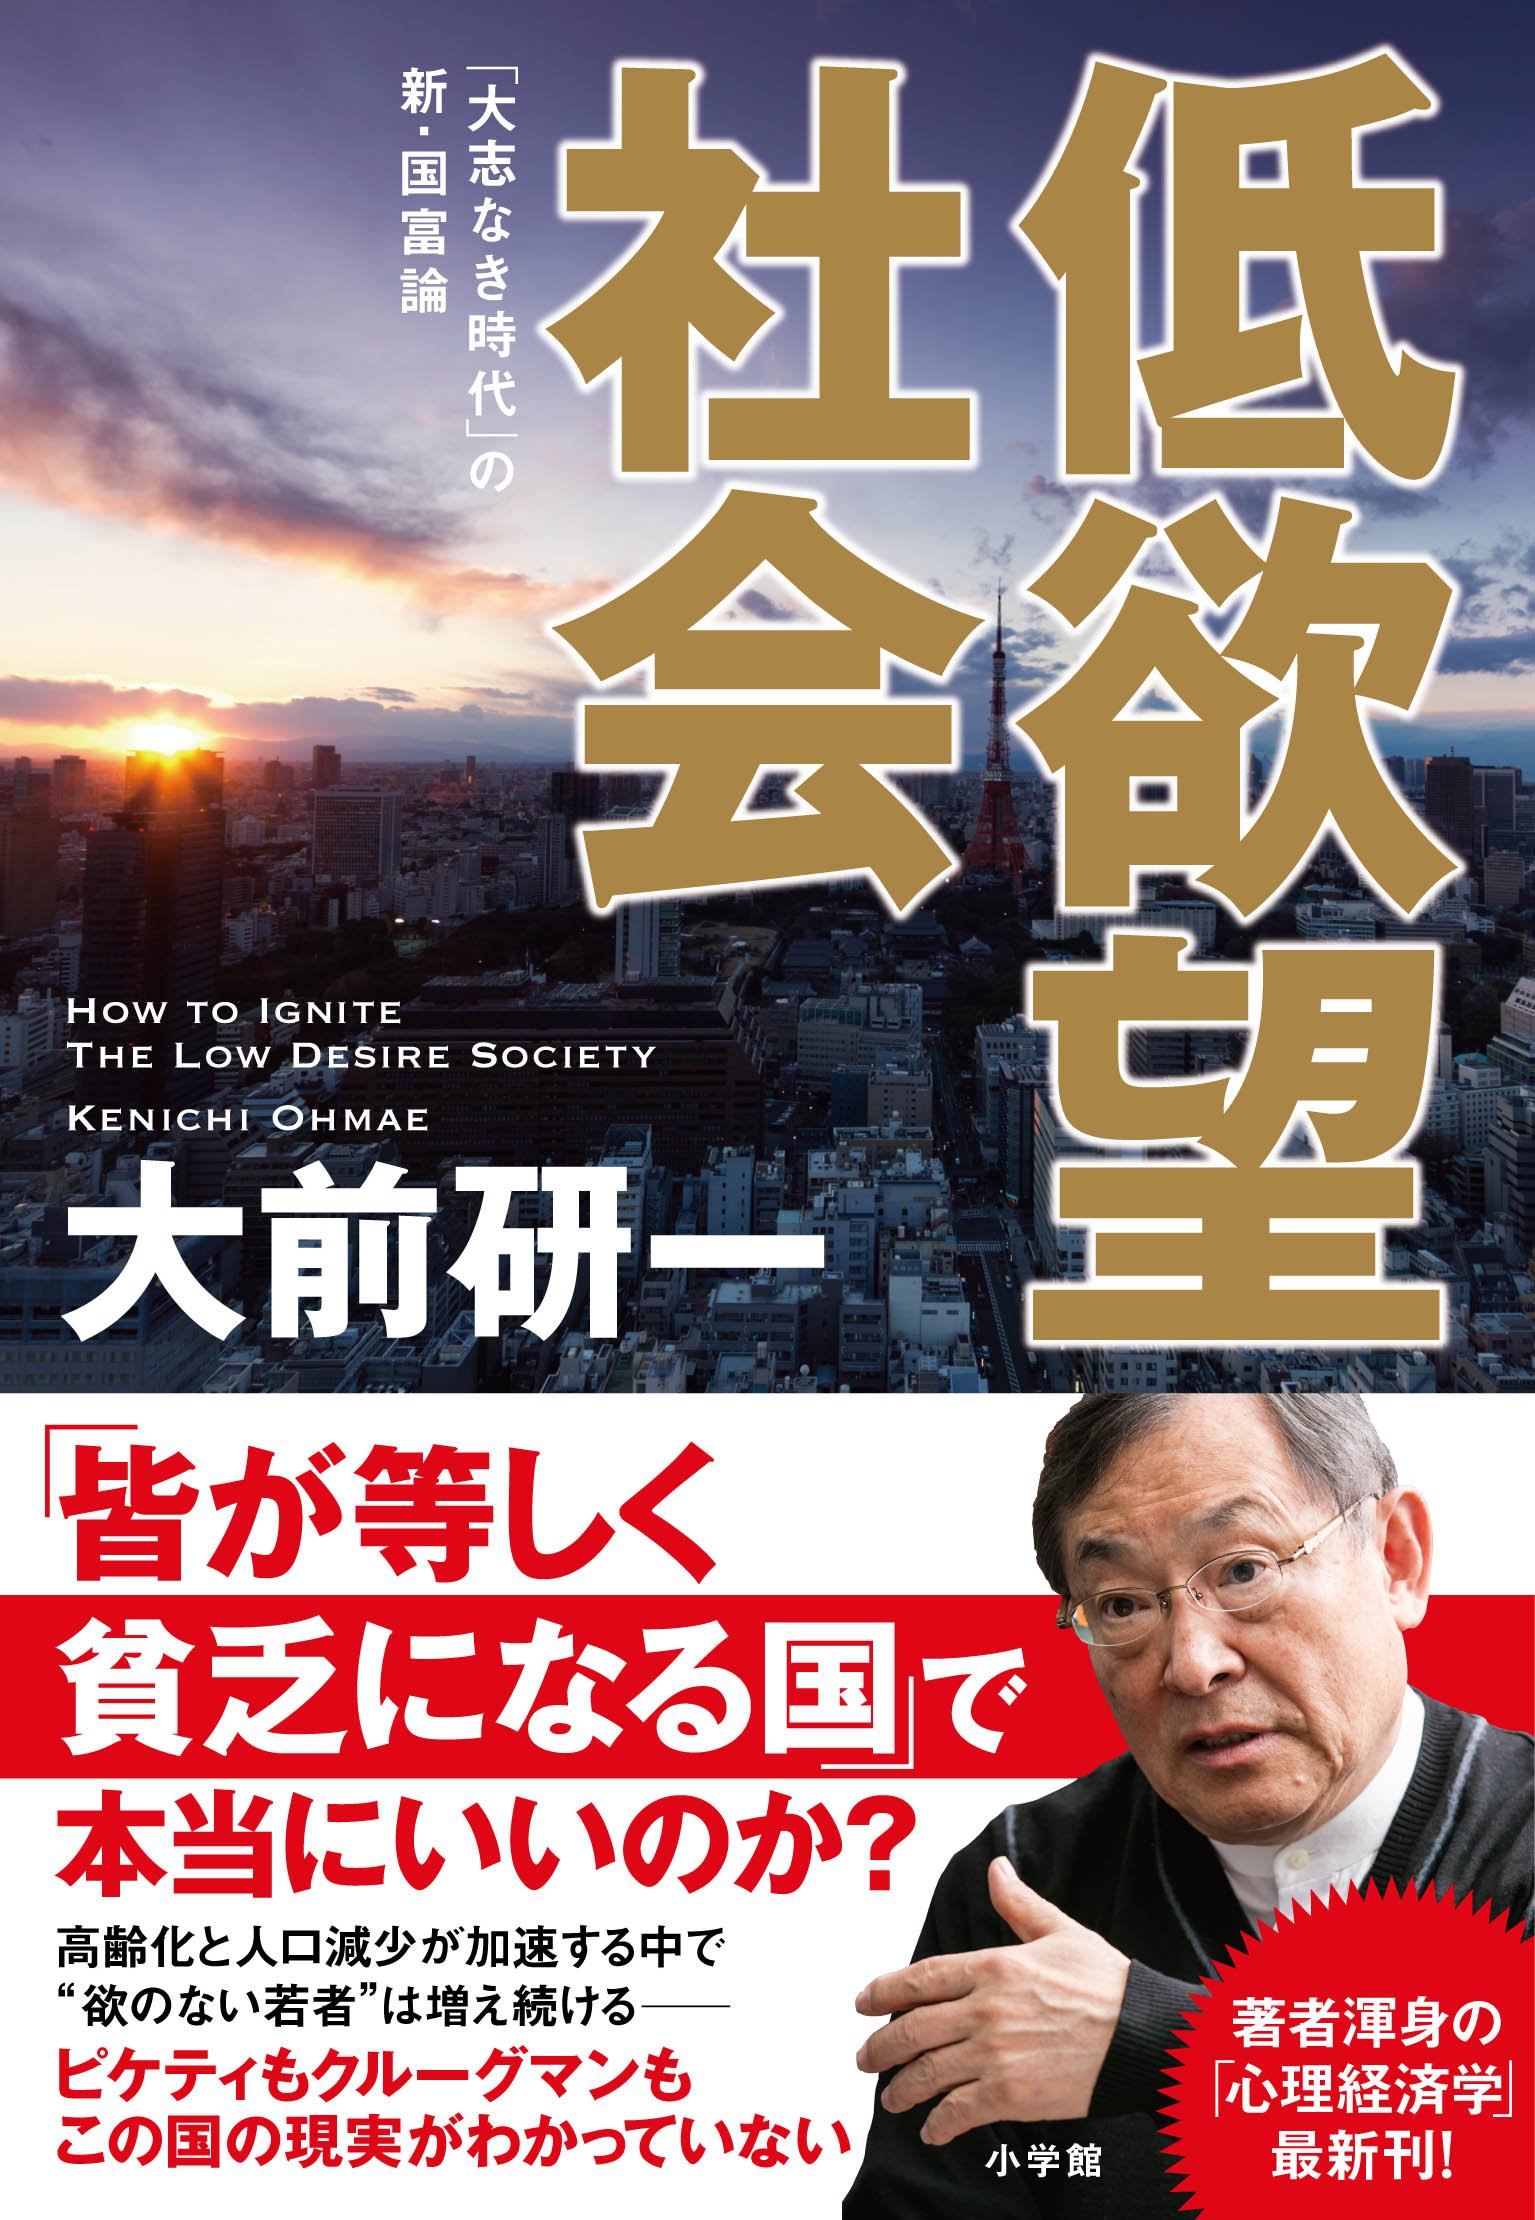 低欲望
社会
「大志なき時代」の
新・国富論
HOW TO IGNITE
THE LOW DESIRE SOCIETY
KENICHI OHMAE
大前研一
「皆が等しく
貧乏になる国」で
本当にいいのか?
高齢化と人口減少が加速する中で
“欲のない若者”は増え続ける——
ピケティもクルーグマンも
この国の現実がわかっていない
小学館
著者渾身の
「心理経済学」
最新刊!